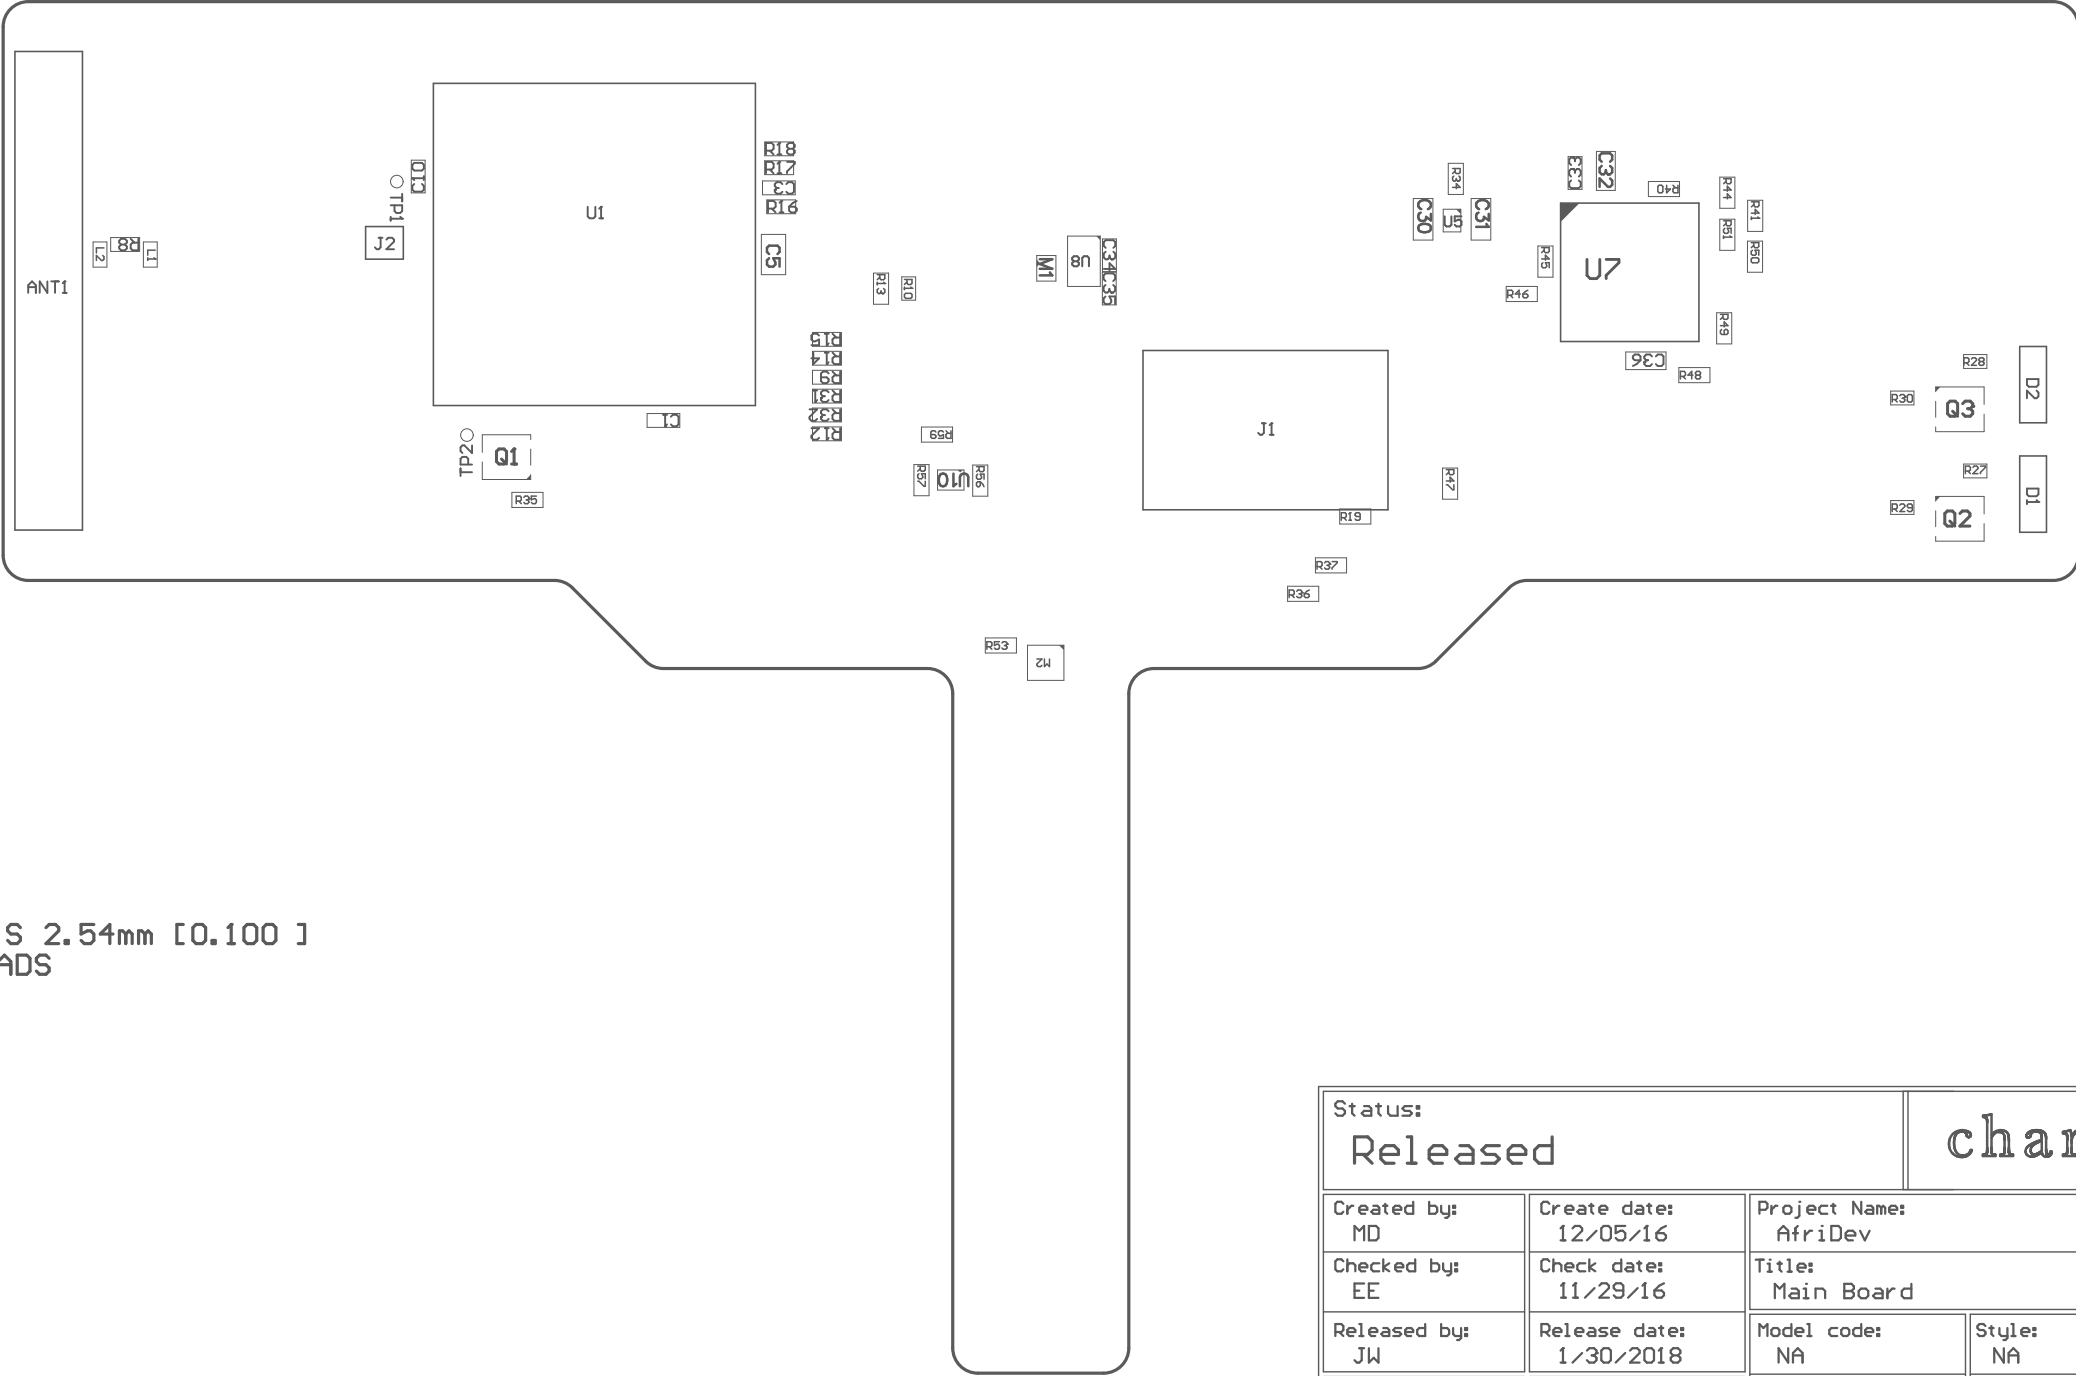 R18
R17
C3
R16
C10
TP1
J2
U1
C5
L2
R8
L1
ANT1
R13
R10
M1
U8
C34
C35
R34
C30
U5
C31
C33
C32
R40
R44
R41
R51
R50
R45
R46
U7
R49
C36
R48
R15
R14
R9
R31
R32
R12
C1
TP2
Q1
R35
R59
R57
U10
R56
J1
R19
R47
R37
R36
R28
D2
R30
Q3
R27
D1
R29
Q2
R53
M2
S 2.54mm [0.100 ]
ADS
Status:
Released
char
Created by:
MD
Create date:
12/05/16
Project Name:
AfriDev
Checked by:
EE
Check date:
11/29/16
Title:
Main Board
Released by:
JW
Release date:
1/30/2018
Model code:
NA
Style:
NA